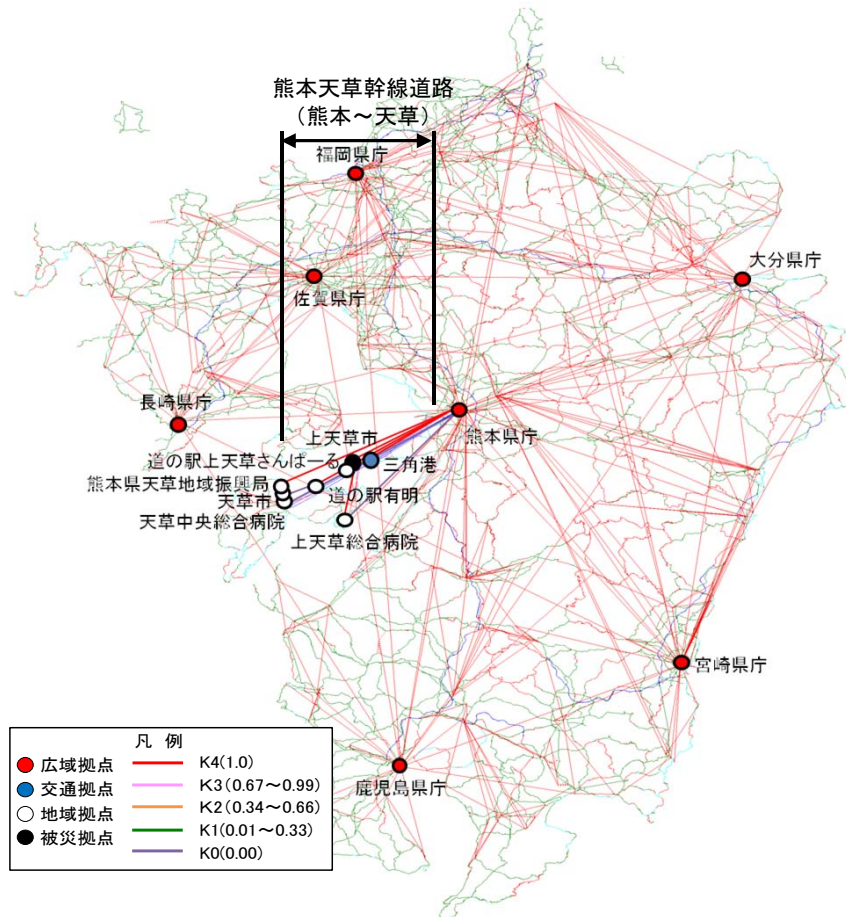 熊本天草幹線道路
（熊本～天草）
福岡県庁
大分県庁
佐賀県庁
長崎県庁
上天草市
熊本県庁
道の駅上天草さんぱーる
三角港
熊本県天草地域振興局
道の駅有明
天草市
天草中央総合病院
上天草総合病院
宮崎県庁
鹿児島県庁
凡 例
広域拠点
交通拠点
地域拠点
被災拠点
K4(1.0)
K3(0.67～0.99)
K2(0.34～0.66)
K1(0.01～0.33)
K0(0.00)